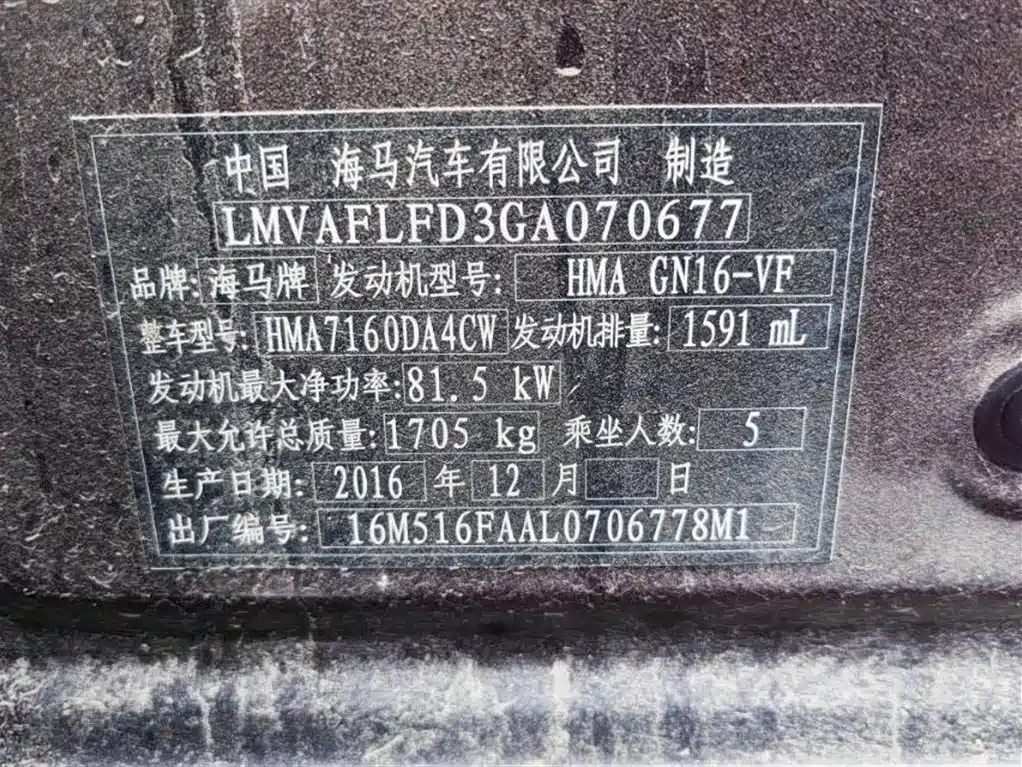 中国 海马汽车有限公司 制造
LMVAFLFD3GA070677
品牌: 海马牌 发动机型号: HMA GN16-VF
整车型号: HMA7160DA4CW 发动机排量: 1591 mL
发动机最大净功率: 81.5 kW
最大允许总质量: 1705 kg 乘坐人数: 5
生产日期: 2016 年 12 月 日
出厂编号: 16M516FAAL0706778M1